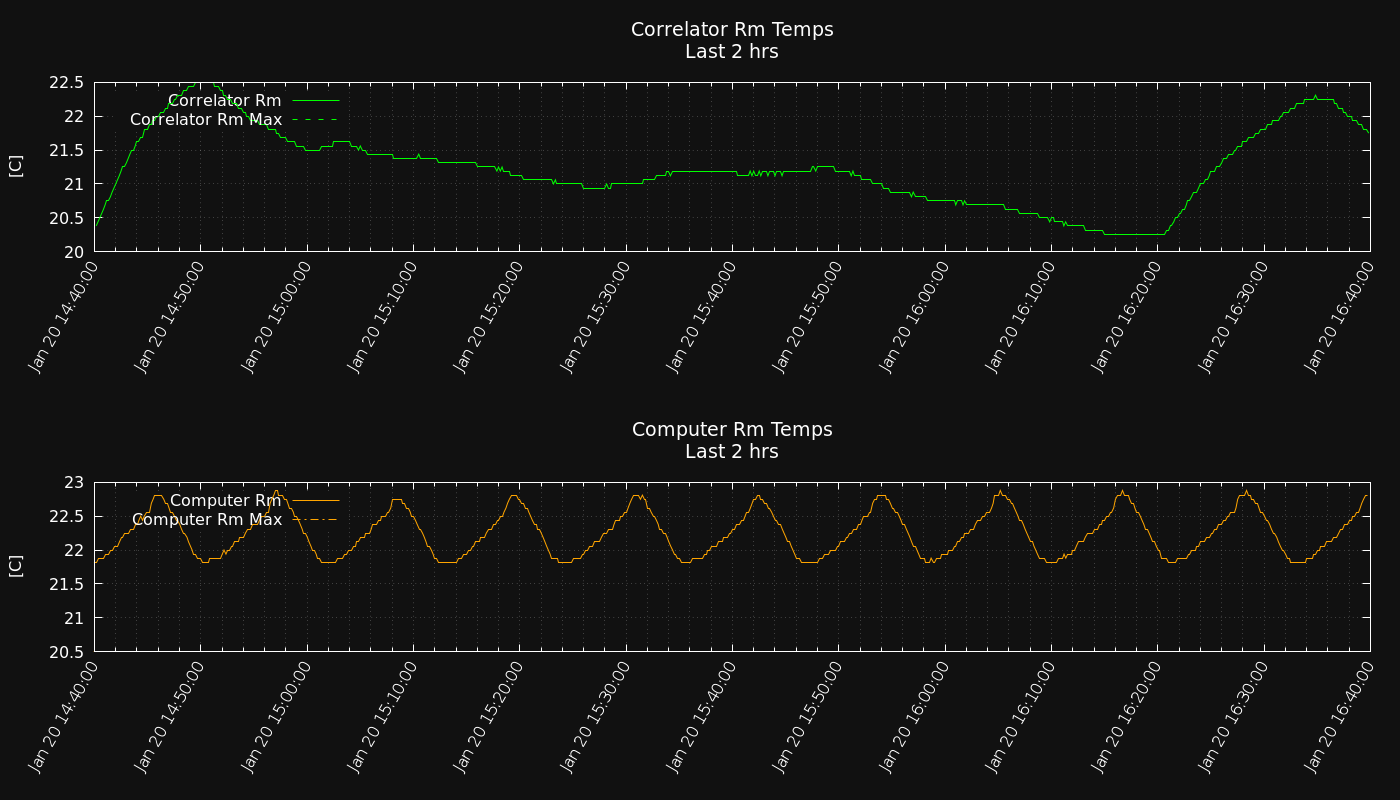 Correlator Rm Temps
Last 2 hrs
22.5
22
21.5
21
20.5
20
[C]
Correlator Rm
Correlator Rm Max
Jan 20 14:40:00
Jan 20 14:50:00
Jan 20 15:00:00
Jan 20 15:10:00
Jan 20 15:20:00
Jan 20 15:30:00
Jan 20 15:40:00
Jan 20 15:50:00
Jan 20 16:00:00
Jan 20 16:10:00
Jan 20 16:20:00
Jan 20 16:30:00
Jan 20 16:40:00
Computer Rm Temps
Last 2 hrs
23
22.5
22
21.5
21
20.5
[C]
Computer Rm
Computer Rm Max
Jan 20 14:40:00
Jan 20 14:50:00
Jan 20 15:00:00
Jan 20 15:10:00
Jan 20 15:20:00
Jan 20 15:30:00
Jan 20 15:40:00
Jan 20 15:50:00
Jan 20 16:00:00
Jan 20 16:10:00
Jan 20 16:20:00
Jan 20 16:30:00
Jan 20 16:40:00